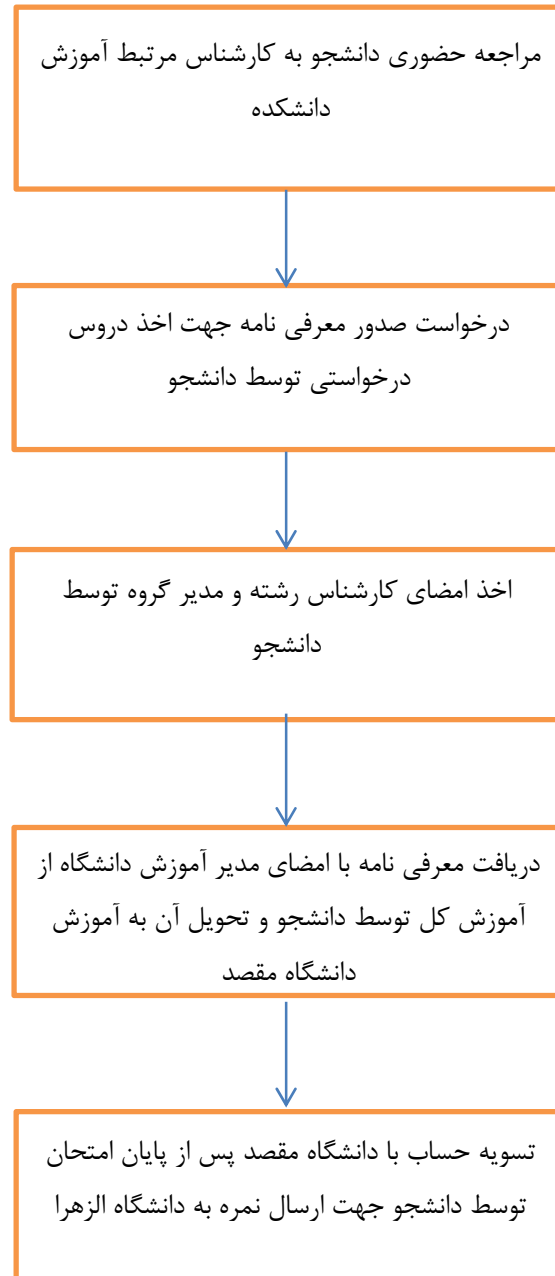 مراجعه حضوری دانشجو به کارشناس مرتبط آموزش
دانشکده
درخواست صدور معرفی نامه جهت اخذ دروس
درخواستی توسط دانشجو
اخذ امضای کارشناس رشته و مدیر گروه توسط
دانشجو
دریافت معرفی نامه با امضای مدیر آموزش دانشگاه از
آموزش کل توسط دانشجو و تحویل آن به آموزش
دانشگاه مقصد
تسویه حساب با دانشگاه مقصد پس از پایان امتحان
توسط دانشجو جهت ارسال نمره به دانشگاه الزهرا